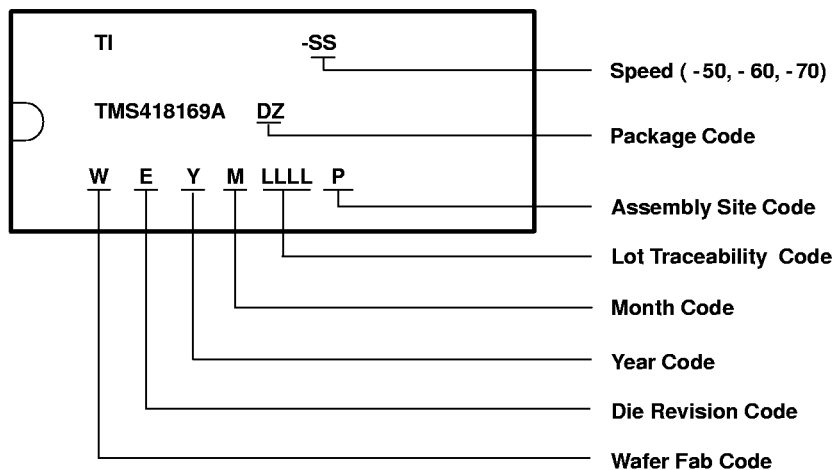 TI -SS
Speed ( -50, - 60, -70)
TMS418169A DZ
Package Code
W E Y M LLLL P
Assembly Site Code
Lot Traceability Code
Month Code
Year Code
Die Revision Code
Wafer Fab Code